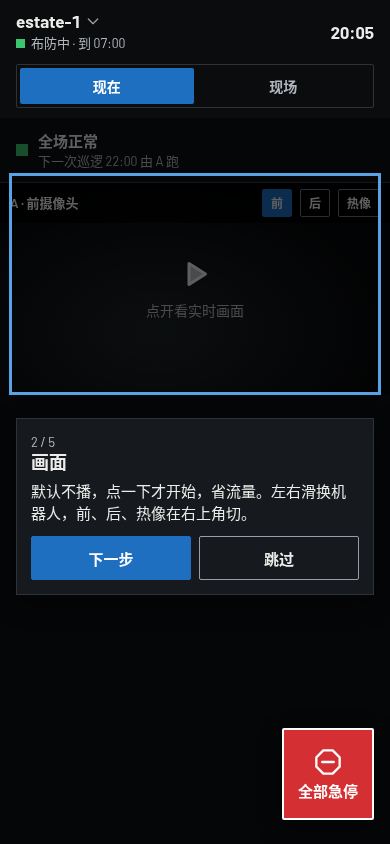 estate-1
布防中 · 到 07:00
20:05
现在
现场
全场正常
下一次巡逻 22:00 由 A 跑
A · 前摄像头
前
后
热像
点开看实时画面
2 / 5
画面
默认不播，点一下才开始，省流量。左右滑换机
器人，前、后、热像在右上角切。
下一步
跳过
全部急停